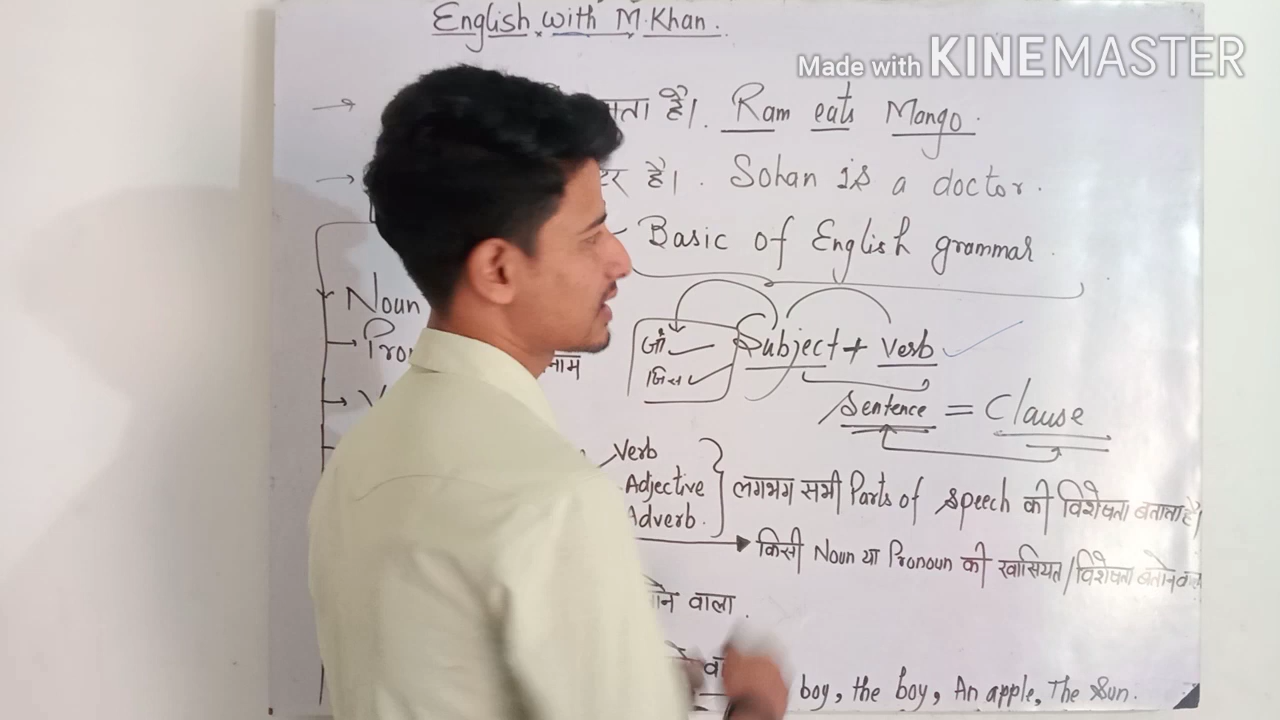 English with M.Khan.
Made with KINEMASTER
है। Ram eats Mango.
है। Sohan is a doctor.
Basic of English grammar.
Noun
जो
Subject + verb
जिस
नाम
Sentence = Clause
Verb
Adjective
Adverb.
लगभग सभी Parts of speech की विशेषता बताता है।
किसी Noun या Pronoun की खासियत/विशेषता
वाला.
boy, the boy, An apple, The Sun.